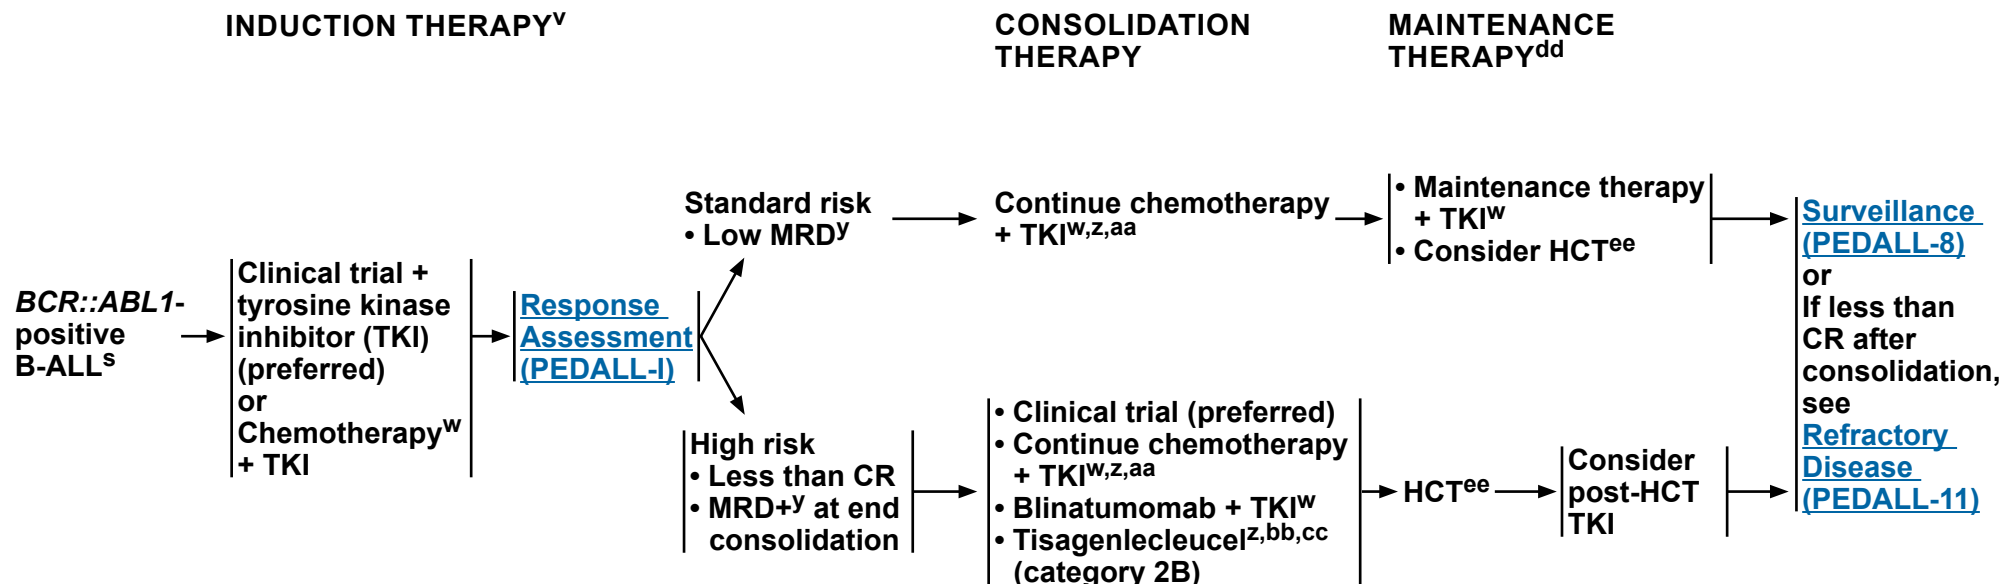 INDUCTION THERAPYv
CONSOLIDATION
THERAPY
MAINTENANCE
THERAPYdd
BCR::ABL1-
positive
B-ALLs
Clinical trial +
tyrosine kinase
inhibitor (TKI)
(preferred)
or
Chemotherapyw
+ TKI
Response
Assessment
(PEDALL-I)
Standard risk
• Low MRDy
Continue chemotherapy
+ TKIw,z,aa
• Maintenance therapy
+ TKIw
• Consider HCTee
High risk
• Less than CR
• MRD+y at end
consolidation
• Clinical trial (preferred)
• Continue chemotherapy
+ TKIw,z,aa
• Blinatumomab + TKIw
• Tisagenlecleucelz,bb,cc
(category 2B)
HCTee
Consider
post-HCT
TKI
Surveillance
(PEDALL-8)
or
If less than
CR after
consolidation,
see
Refractory
Disease
(PEDALL-11)